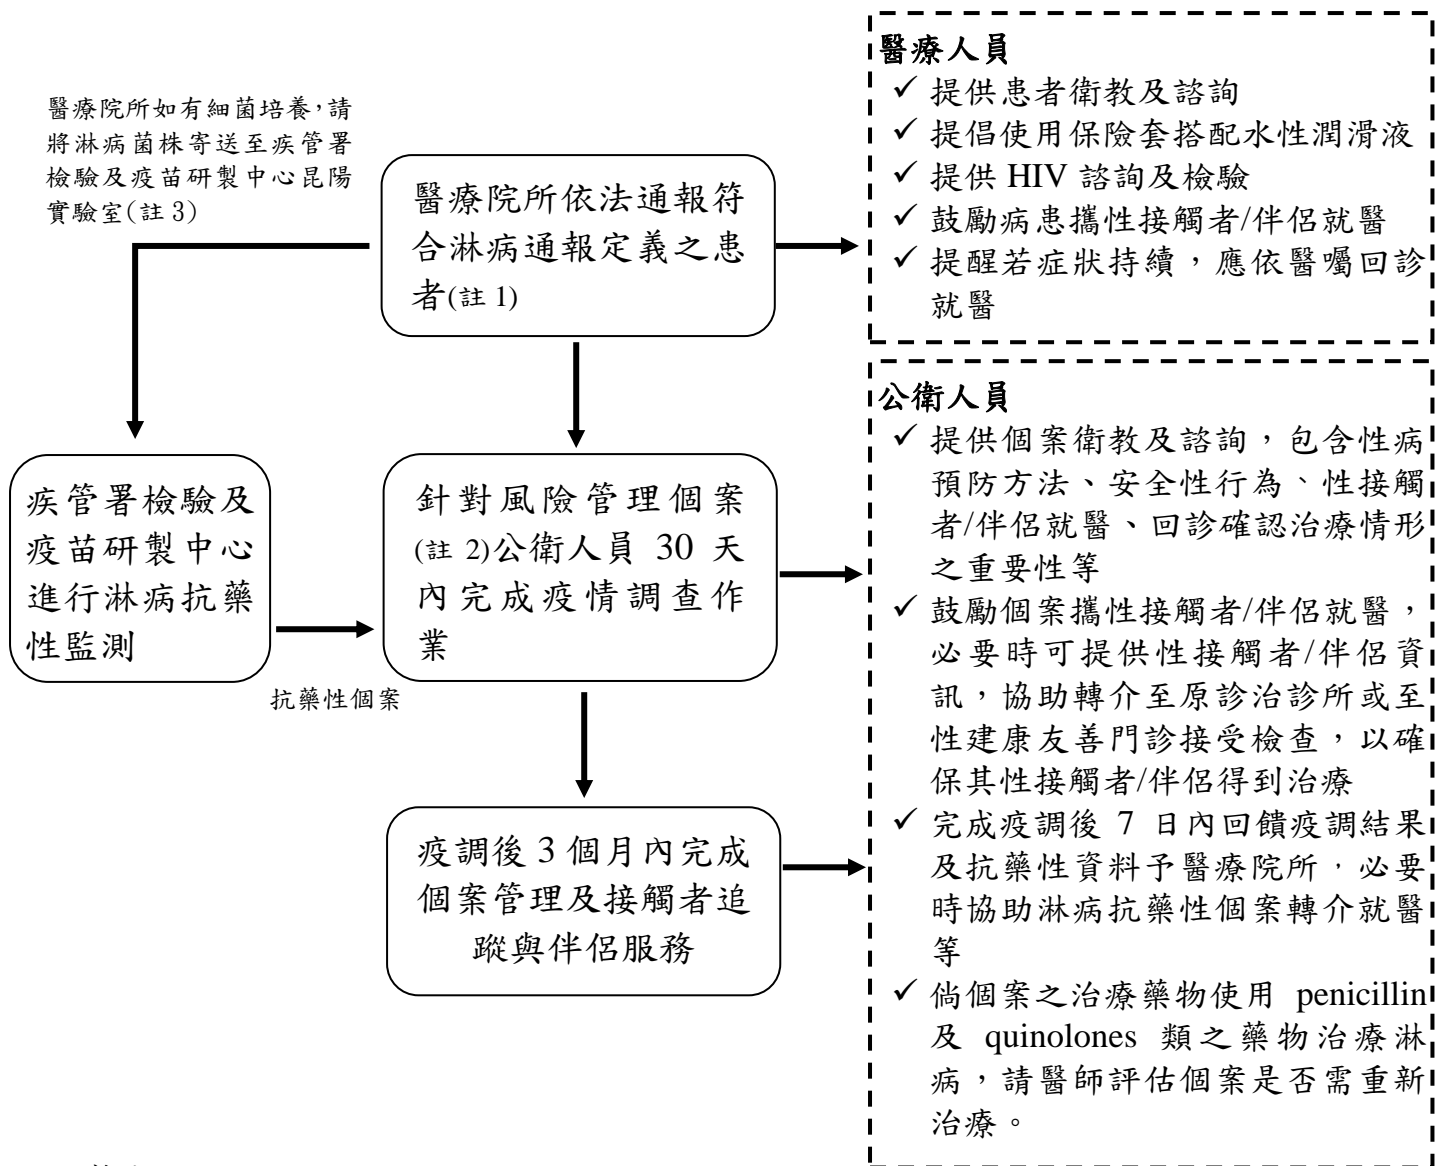 醫療院所如有細菌培養，請
將淋病菌株寄送至疾管署
檢驗及疫苗研製中心昆陽
實驗室(註 3)
醫療院所依法通報符
合淋病通報定義之患
者(註 1)
疾管署檢驗及
疫苗研製中心
進行淋病抗藥
性監測
抗藥性個案
針對風險管理個案
(註 2)公衛人員 30 天
內完成疫情調查作
業
疫調後 3 個月內完成
個案管理及接觸者追
蹤與伴侶服務
醫療人員
✓ 提供患者衛教及諮詢
✓ 提倡使用保險套搭配水性潤滑液
✓ 提供 HIV 諮詢及檢驗
✓ 鼓勵病患攜性接觸者/伴侶就醫
✓ 提醒若症狀持續，應依醫囑回診
就醫
公衛人員
✓ 提供個案衛教及諮詢，包含性病
預防方法、安全性行為、性接觸
者/伴侶就醫、回診確認治療情形
之重要性等
✓ 鼓勵個案攜性接觸者/伴侶就醫，
必要時可提供性接觸者/伴侶資
訊，協助轉介至原診治診所或至
性健康友善門診接受檢查，以確
保其性接觸者/伴侶得到治療
✓ 完成疫調後 7 日內回饋疫調結果
及抗藥性資料予醫療院所，必要
時協助淋病抗藥性個案轉介就醫
等
✓ 倘個案之治療藥物使用 penicillin
及 quinolones 類之藥物治療淋
病，請醫師評估個案是否需重新
治療。